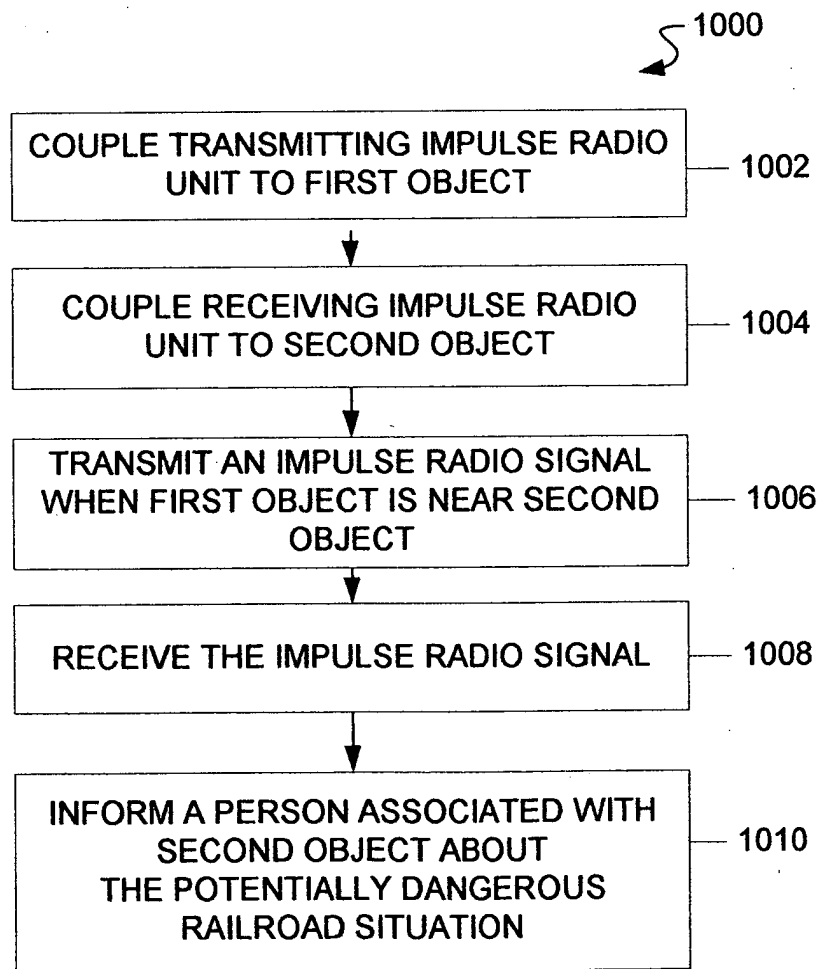 1000
COUPLE TRANSMITTING IMPULSE RADIO
UNIT TO FIRST OBJECT
1002
COUPLE RECEIVING IMPULSE RADIO
UNIT TO SECOND OBJECT
1004
TRANSMIT AN IMPULSE RADIO SIGNAL
WHEN FIRST OBJECT IS NEAR SECOND
OBJECT
1006
RECEIVE THE IMPULSE RADIO SIGNAL
1008
INFORM A PERSON ASSOCIATED WITH
SECOND OBJECT ABOUT
THE POTENTIALLY DANGEROUS
RAILROAD SITUATION
1010